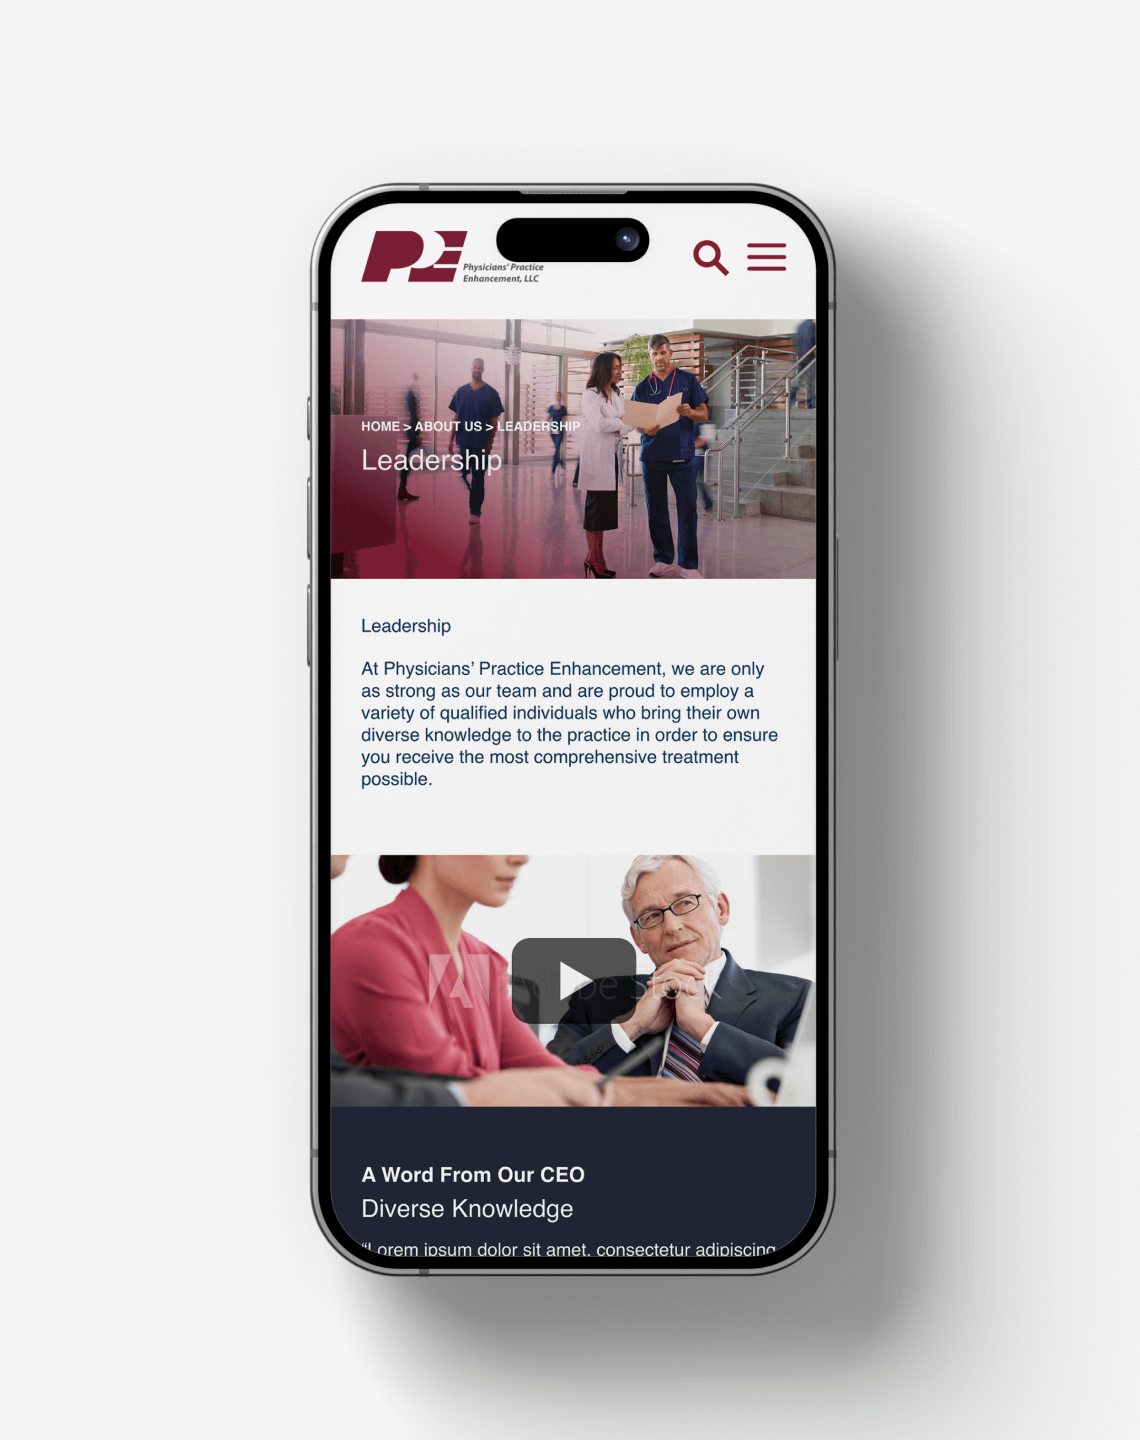 PE
Physicians' Practice
Enhancement, LLC
HOME > ABOUT US > LEADERSHIP
Leadership
Leadership
At Physicians' Practice Enhancement, we are only
as strong as our team and are proud to employ a
variety of qualified individuals who bring their own
diverse knowledge to the practice in order to ensure
you receive the most comprehensive treatment
possible.
Adobe Stock
A Word From Our CEO
Diverse Knowledge
“Lorem ipsum dolor sit amet, consectetur adipiscing